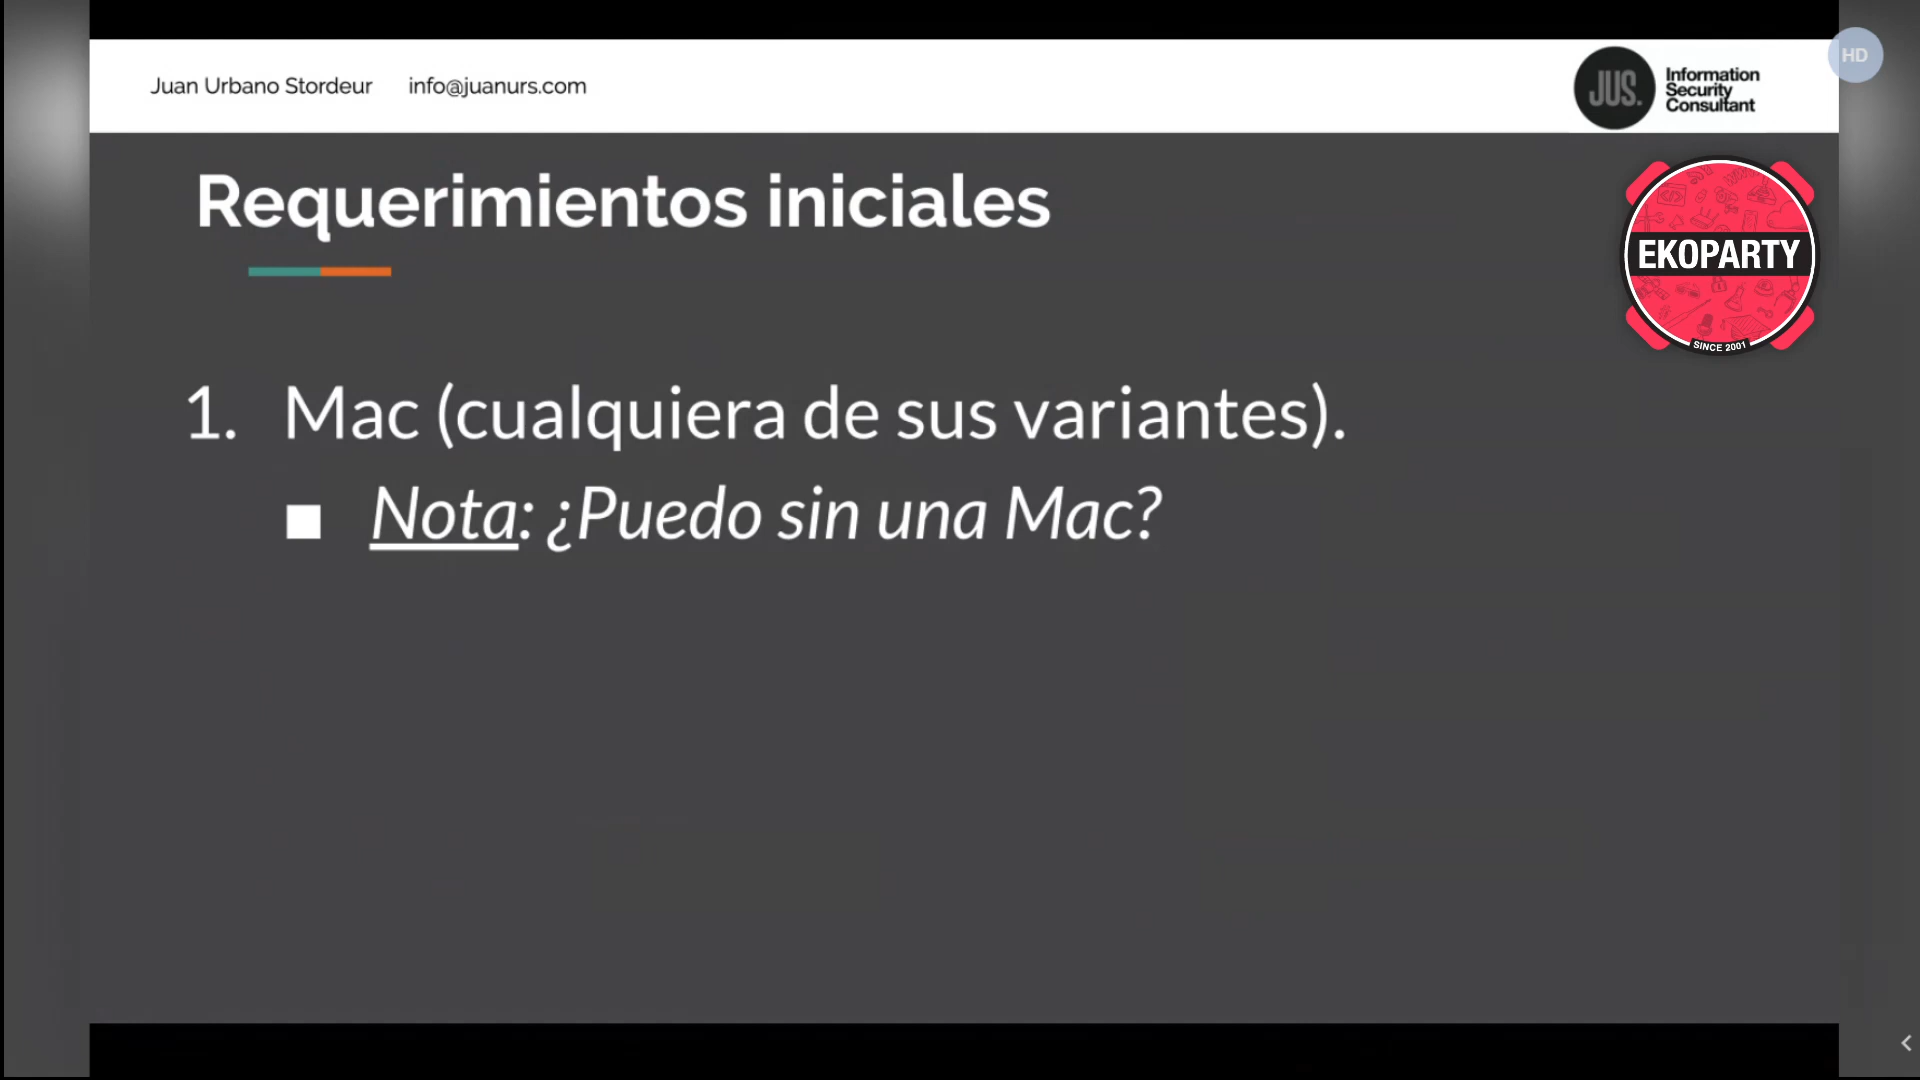 Juan Urbano Stordeur info@juanurs.com
JUS.
Information
Security
Consultant
HD
Requerimientos iniciales
EKOPARTY
SINCE 2001
1. Mac (cualquiera de sus variantes).
■ Nota: ¿Puedo sin una Mac?